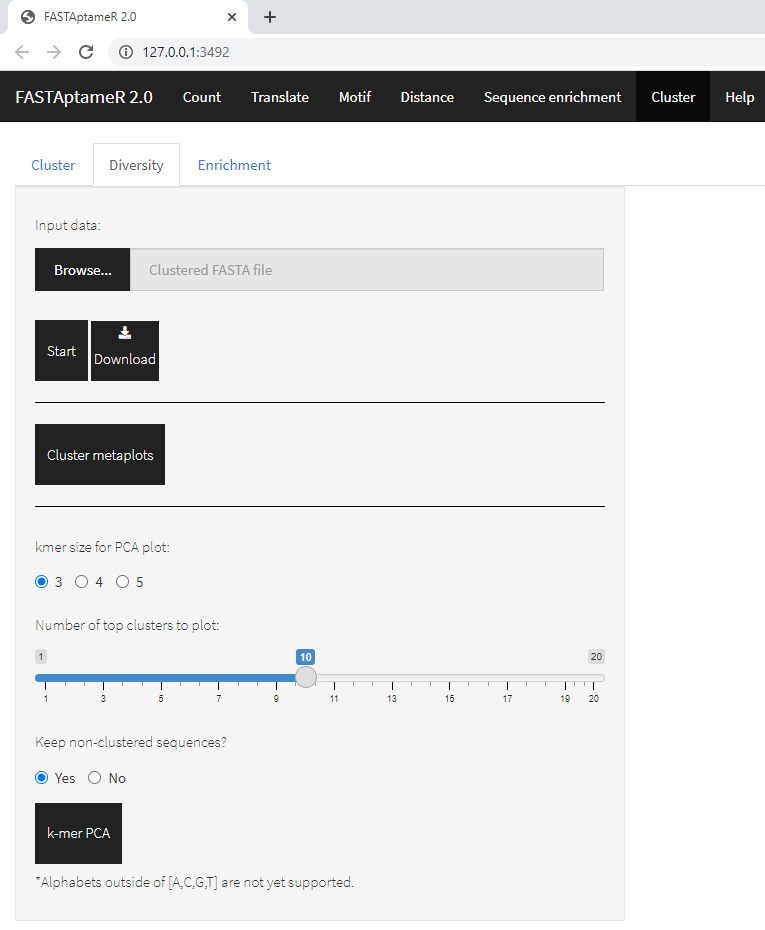 FASTAptameR 2.0
127.0.0.1:3492
FASTAptameR 2.0 Count Translate Motif Distance Sequence enrichment Cluster Help
Cluster Diversity Enrichment
Input data:
Browse... Clustered FASTA file
Start Download
Cluster metaplots
kmer size for PCA plot:
3 4 5
Number of top clusters to plot:
1 10 20
1 3 5 7 9 11 13 15 17 19 20
Keep non-clustered sequences?
Yes No
k-mer PCA
*Alphabets outside of [A,C,G,T] are not yet supported.